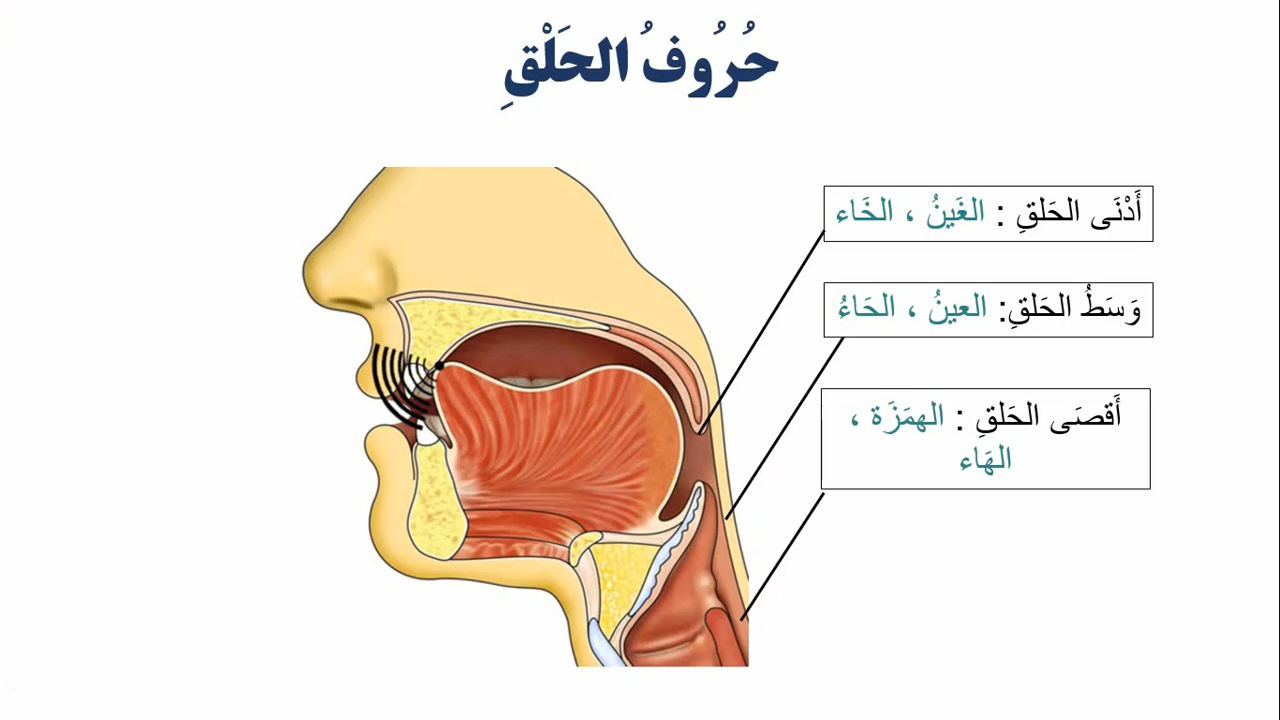 حُرُوفُ الحَلْقِ
أَدْنَى الحَلقِ : الغَينُ ، الخَاء
وَسَطُ الحَلقِ: العينُ ، الحَاءُ
أَقصَى الحَلقِ : الهمَزَة ،
الهَاء